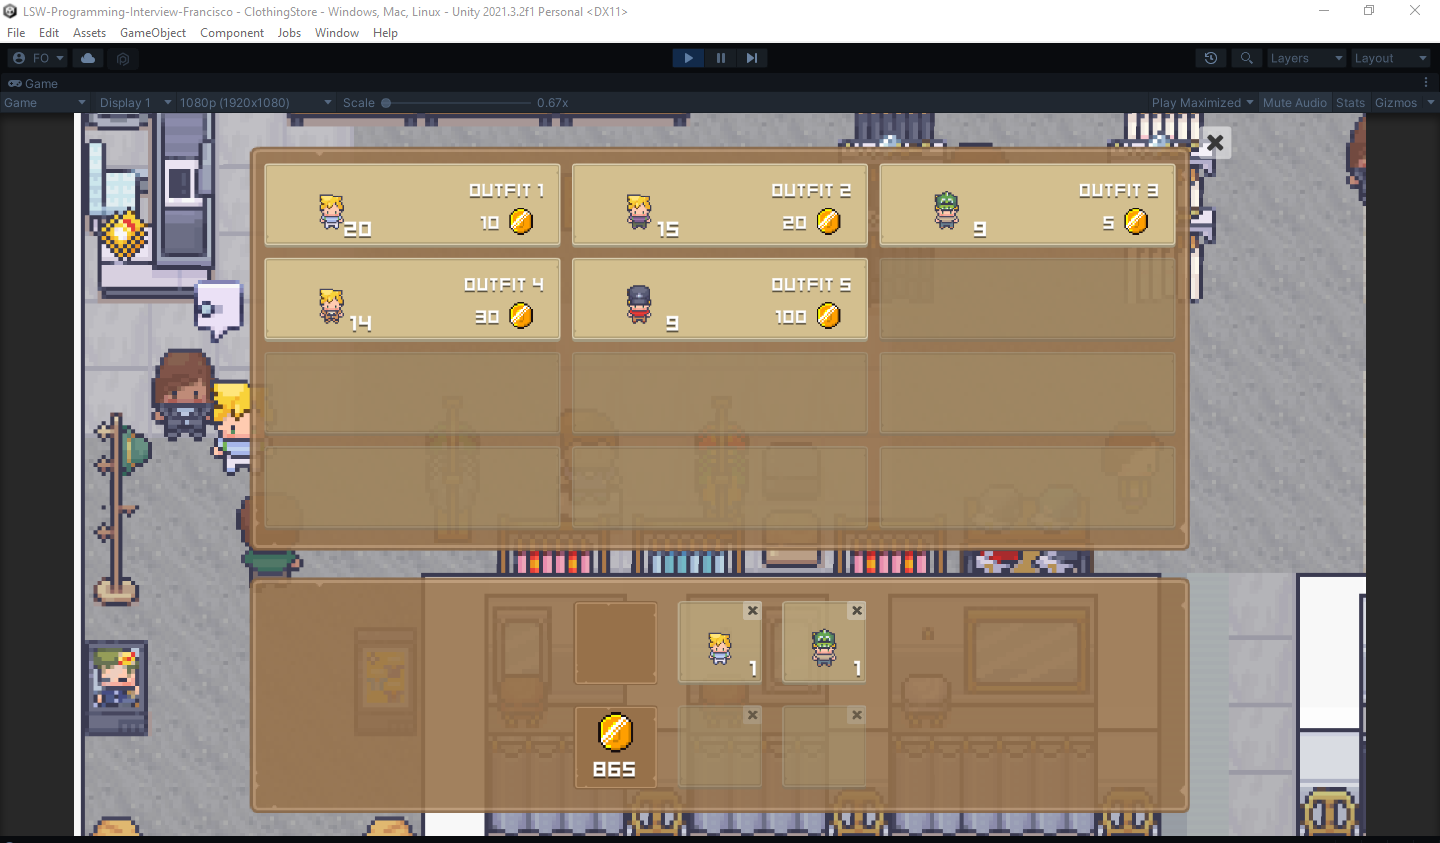 LSW-Programming-Interview-Francisco - ClothingStore - Windows, Mac, Linux - Unity 2021.3.2f1 Personal <DX11>
File Edit Assets GameObject Component Jobs Window Help
FO Layers Layout
Game
Game Display 1 1080p (1920x1080) Scale 0.67x Play Maximized Mute Audio Stats Gizmos
OUTFIT 1 OUTFIT 2 OUTFIT 3
20 10 15 20 9 5
OUTFIT 4 OUTFIT 5
14 30 9 100
1 1
865